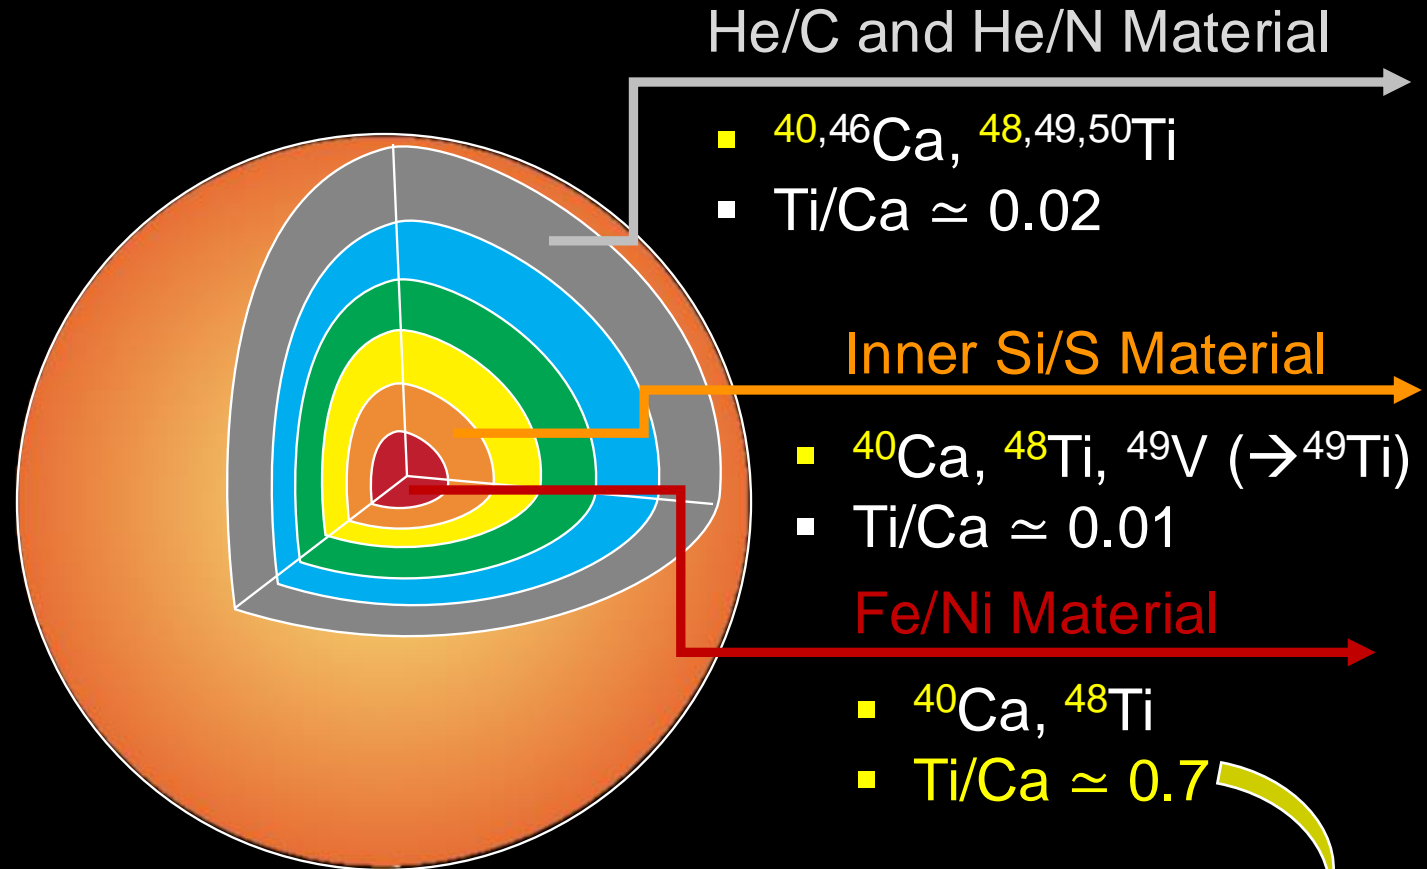 He/C and He/N Material
▪ ⁴⁰,⁴⁶Ca, ⁴⁸,⁴⁹,⁵⁰Ti
▪ Ti/Ca ≃ 0.02
Inner Si/S Material
▪ ⁴⁰Ca, ⁴⁸Ti, ⁴⁹V (→⁴⁹Ti)
▪ Ti/Ca ≃ 0.01
Fe/Ni Material
▪ ⁴⁰Ca, ⁴⁸Ti
▪ Ti/Ca ≃ 0.7